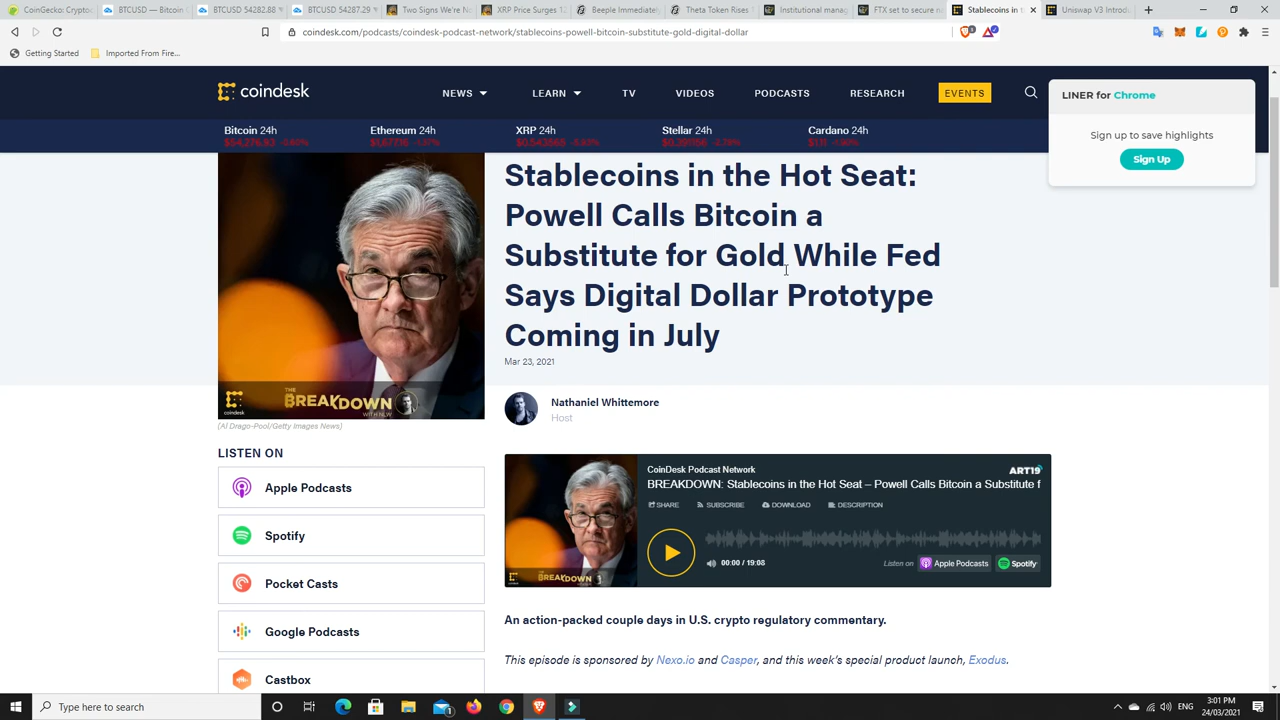 CoinGecko: Crypto
BTCUSD — Bitcoin
BTCUSD 54282.88
BTCUSD 54287.29
Two Signs We're No
XRP Price Surges 1
Beeple Immediately
Theta Token Rises
Institutional manag
FTX set to secure n
Stablecoins in t
Uniswap V3 Introdu
coindesk.com/podcasts/coindesk-podcast-network/stablecoins-powell-bitcoin-substitute-gold-digital-dollar
Getting Started
Imported From Fire...
coindesk
NEWS
LEARN
TV
VIDEOS
PODCASTS
RESEARCH
EVENTS
LINER for Chrome
Sign up to save highlights
Sign Up
Bitcoin 24h
Ethereum 24h
XRP 24h
Stellar 24h
Cardano 24h
Stablecoins in the Hot Seat:
Powell Calls Bitcoin a
Substitute for Gold While Fed
Says Digital Dollar Prototype
Coming in July
Mar 23, 2021
coindesk
THE
BREAKDOWN
WITH NLW
(Al Drago-Pool/Getty Images News)
Nathaniel Whittemore
Host
LISTEN ON
Apple Podcasts
Spotify
Pocket Casts
Google Podcasts
Castbox
CoinDesk Podcast Network
ART19
BREAKDOWN: Stablecoins in the Hot Seat – Powell Calls Bitcoin a Substitute f
SHARE
SUBSCRIBE
DOWNLOAD
DESCRIPTION
00:00 / 19:08
Listen on
Apple Podcasts
Spotify
BREAKDOWN
An action-packed couple days in U.S. crypto regulatory commentary.
This episode is sponsored by Nexo.io and Casper, and this week's special product launch, Exodus.
Type here to search
ENG
3:01 PM
24/03/2021